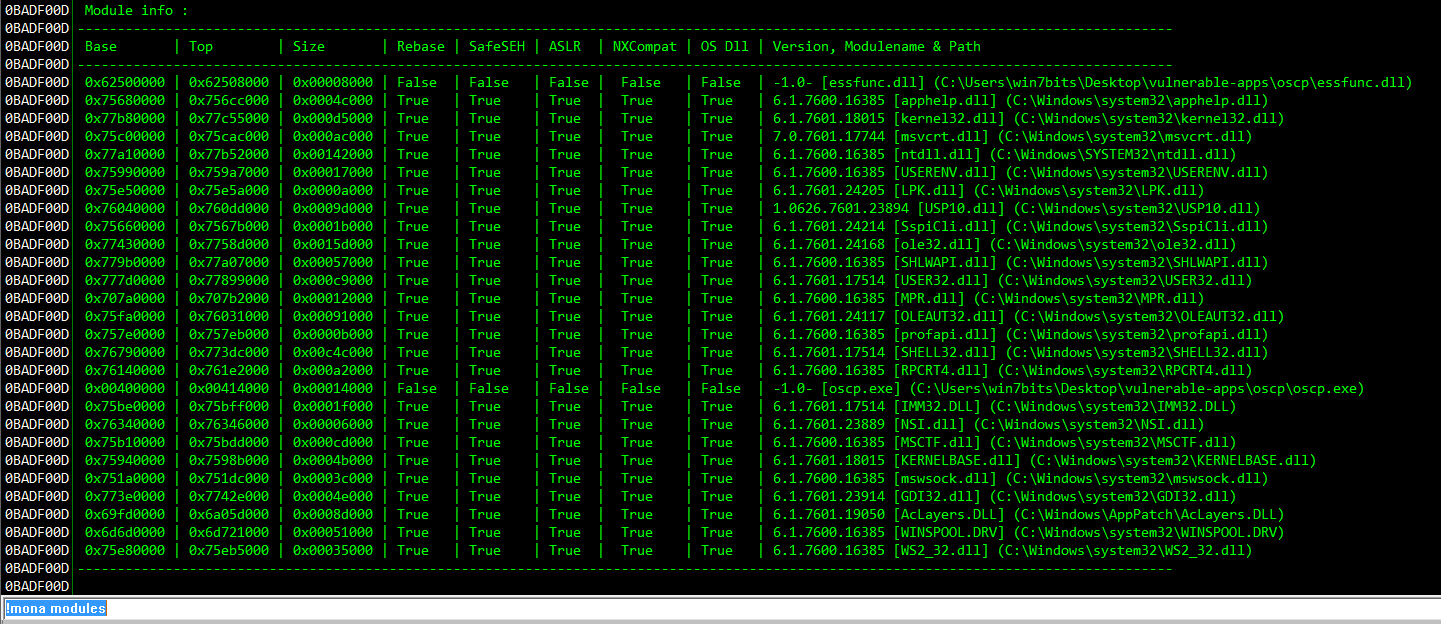 0BADF00D Module info :
0BADF00D ----------------------------------------------------------------------------------------------------------------------------------------
0BADF00D Base | Top | Size | Rebase | SafeSEH | ASLR | NXCompat | OS Dll | Version, Modulename & Path
0BADF00D ----------------------------------------------------------------------------------------------------------------------------------------
0BADF00D 0x62500000 | 0x62508000 | 0x00008000 | False | False | False | False | False | -1.0- [essfunc.dll] (C:\Users\win7bits\Desktop\vulnerable-apps\oscp\essfunc.dll)
0BADF00D 0x75680000 | 0x756cc000 | 0x0004c000 | True | True | True | True | True | 6.1.7600.16385 [apphelp.dll] (C:\Windows\system32\apphelp.dll)
0BADF00D 0x77b80000 | 0x77c55000 | 0x000d5000 | True | True | True | True | True | 6.1.7601.18015 [kernel32.dll] (C:\Windows\system32\kernel32.dll)
0BADF00D 0x75c00000 | 0x75cac000 | 0x000ac000 | True | True | True | True | True | 7.0.7601.17744 [msvcrt.dll] (C:\Windows\system32\msvcrt.dll)
0BADF00D 0x77a10000 | 0x77b52000 | 0x00142000 | True | True | True | True | True | 6.1.7600.16385 [ntdll.dll] (C:\Windows\SYSTEM32\ntdll.dll)
0BADF00D 0x75990000 | 0x759a7000 | 0x00017000 | True | True | True | True | True | 6.1.7600.16385 [USERENV.dll] (C:\Windows\system32\USERENV.dll)
0BADF00D 0x75e50000 | 0x75e5a000 | 0x0000a000 | True | True | True | True | True | 6.1.7601.24205 [LPK.dll] (C:\Windows\system32\LPK.dll)
0BADF00D 0x76040000 | 0x760dd000 | 0x0009d000 | True | True | True | True | True | 1.0626.7601.23894 [USP10.dll] (C:\Windows\system32\USP10.dll)
0BADF00D 0x75660000 | 0x7567b000 | 0x0001b000 | True | True | True | True | True | 6.1.7601.24214 [SspiCli.dll] (C:\Windows\system32\SspiCli.dll)
0BADF00D 0x77430000 | 0x7758d000 | 0x0015d000 | True | True | True | True | True | 6.1.7601.24168 [ole32.dll] (C:\Windows\system32\ole32.dll)
0BADF00D 0x779b0000 | 0x77a07000 | 0x00057000 | True | True | True | True | True | 6.1.7600.16385 [SHLWAPI.dll] (C:\Windows\system32\SHLWAPI.dll)
0BADF00D 0x777d0000 | 0x77899000 | 0x000c9000 | True | True | True | True | True | 6.1.7601.17514 [USER32.dll] (C:\Windows\system32\USER32.dll)
0BADF00D 0x707a0000 | 0x707b2000 | 0x00012000 | True | True | True | True | True | 6.1.7600.16385 [MPR.dll] (C:\Windows\system32\MPR.dll)
0BADF00D 0x75fa0000 | 0x76031000 | 0x00091000 | True | True | True | True | True | 6.1.7601.24117 [OLEAUT32.dll] (C:\Windows\system32\OLEAUT32.dll)
0BADF00D 0x757e0000 | 0x757eb000 | 0x0000b000 | True | True | True | True | True | 6.1.7600.16385 [profapi.dll] (C:\Windows\system32\profapi.dll)
0BADF00D 0x76790000 | 0x773dc000 | 0x00c4c000 | True | True | True | True | True | 6.1.7601.17514 [SHELL32.dll] (C:\Windows\system32\SHELL32.dll)
0BADF00D 0x76140000 | 0x761e2000 | 0x000a2000 | True | True | True | True | True | 6.1.7600.16385 [RPCRT4.dll] (C:\Windows\system32\RPCRT4.dll)
0BADF00D 0x00400000 | 0x00414000 | 0x00014000 | False | False | False | False | False | -1.0- [oscp.exe] (C:\Users\win7bits\Desktop\vulnerable-apps\oscp\oscp.exe)
0BADF00D 0x75be0000 | 0x75bff000 | 0x0001f000 | True | True | True | True | True | 6.1.7601.17514 [IMM32.DLL] (C:\Windows\system32\IMM32.DLL)
0BADF00D 0x76340000 | 0x76346000 | 0x00006000 | True | True | True | True | True | 6.1.7601.23889 [NSI.dll] (C:\Windows\system32\NSI.dll)
0BADF00D 0x75b10000 | 0x75bdd000 | 0x000cd000 | True | True | True | True | True | 6.1.7600.16385 [MSCTF.dll] (C:\Windows\system32\MSCTF.dll)
0BADF00D 0x75940000 | 0x7598b000 | 0x0004b000 | True | True | True | True | True | 6.1.7601.18015 [KERNELBASE.dll] (C:\Windows\system32\KERNELBASE.dll)
0BADF00D 0x751a0000 | 0x751dc000 | 0x0003c000 | True | True | True | True | True | 6.1.7600.16385 [mswsock.dll] (C:\Windows\system32\mswsock.dll)
0BADF00D 0x773e0000 | 0x7742e000 | 0x0004e000 | True | True | True | True | True | 6.1.7601.23914 [GDI32.dll] (C:\Windows\system32\GDI32.dll)
0BADF00D 0x69fd0000 | 0x6a05d000 | 0x0008d000 | True | True | True | True | True | 6.1.7601.19050 [AcLayers.DLL] (C:\Windows\AppPatch\AcLayers.DLL)
0BADF00D 0x6d6d0000 | 0x6d721000 | 0x00051000 | True | True | True | True | True | 6.1.7600.16385 [WINSPOOL.DRV] (C:\Windows\system32\WINSPOOL.DRV)
0BADF00D 0x75e80000 | 0x75eb5000 | 0x00035000 | True | True | True | True | True | 6.1.7600.16385 [WS2_32.dll] (C:\Windows\system32\WS2_32.dll)
0BADF00D ----------------------------------------------------------------------------------------------------------------------------------------
0BADF00D
!mona modules